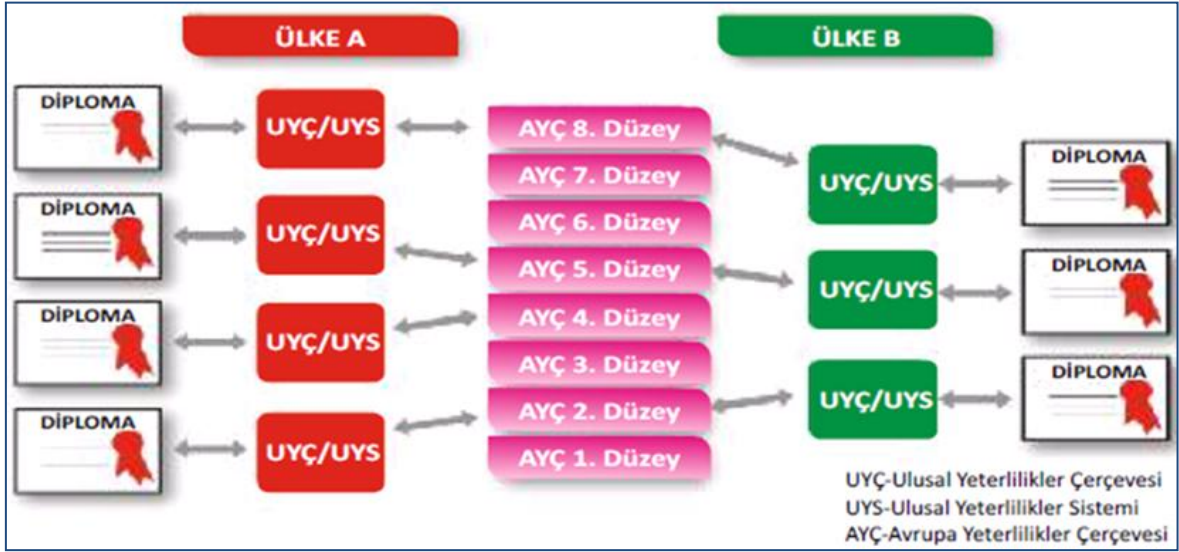 ÜLKE A
ÜLKE B
DİPLOMA
UYÇ/UYS
AYÇ 8. Düzey
UYÇ/UYS
DİPLOMA
AYÇ 7. Düzey
DİPLOMA
UYÇ/UYS
AYÇ 6. Düzey
AYÇ 5. Düzey
UYÇ/UYS
DİPLOMA
DİPLOMA
UYÇ/UYS
AYÇ 4. Düzey
AYÇ 3. Düzey
UYÇ/UYS
DİPLOMA
DİPLOMA
UYÇ/UYS
AYÇ 2. Düzey
AYÇ 1. Düzey
UYÇ-Ulusal Yeterlilikler Çerçevesi
UYS-Ulusal Yeterlilikler Sistemi
AYÇ-Avrupa Yeterlilikler Çerçevesi